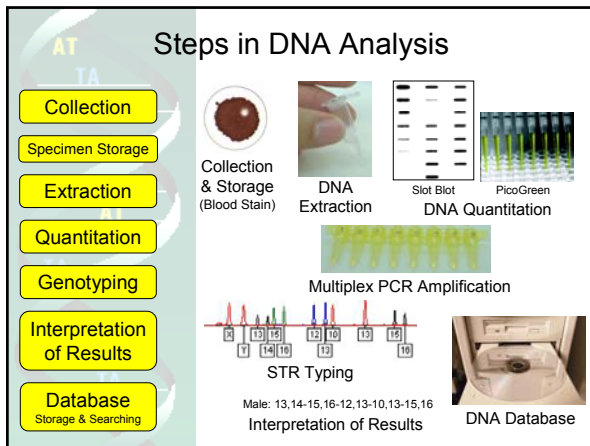 Steps in DNA Analysis
AT
TA
Collection
Specimen Storage
Extraction
AT
Quantitation
Genotyping
Interpretation
of Results
TA
Database
Storage & Searching
Collection
& Storage
(Blood Stain)
DNA
Extraction
Slot Blot
PicoGreen
DNA Quantitation
Multiplex PCR Amplification
X
Y
13
14
15
16
12
13
10
13
15
16
STR Typing
Male: 13,14-15,16-12,13-10,13-15,16
Interpretation of Results
DNA Database